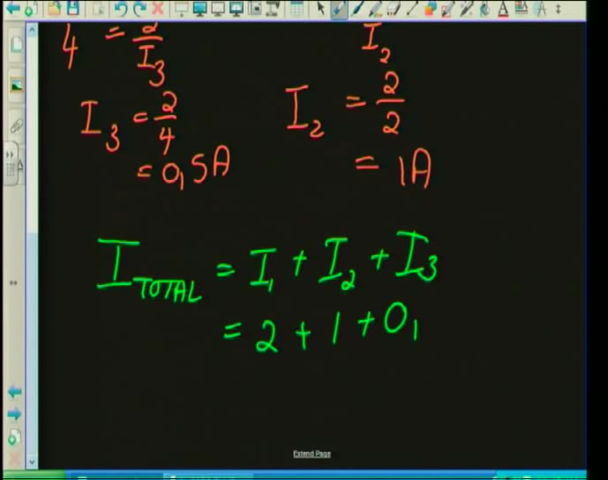 4 = 2/I₃
I₂
I₃ = 2/4
I₂ = 2/2
= 0,5A
= 1A
I TOTAL = I₁ + I₂ + I₃
= 2 + 1 + 0,
Extend Page